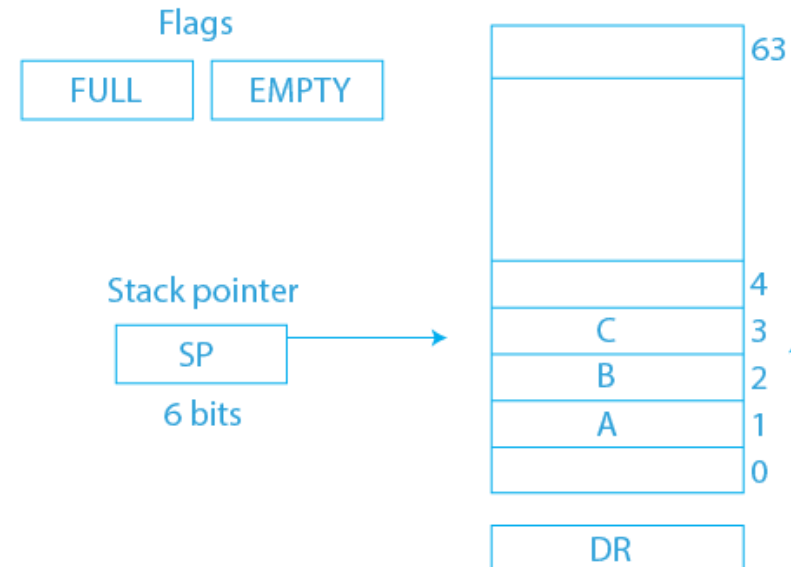 Flags
FULL
EMPTY
63
4
Stack pointer
SP
6 bits
C 3
B 2
A 1
0
DR